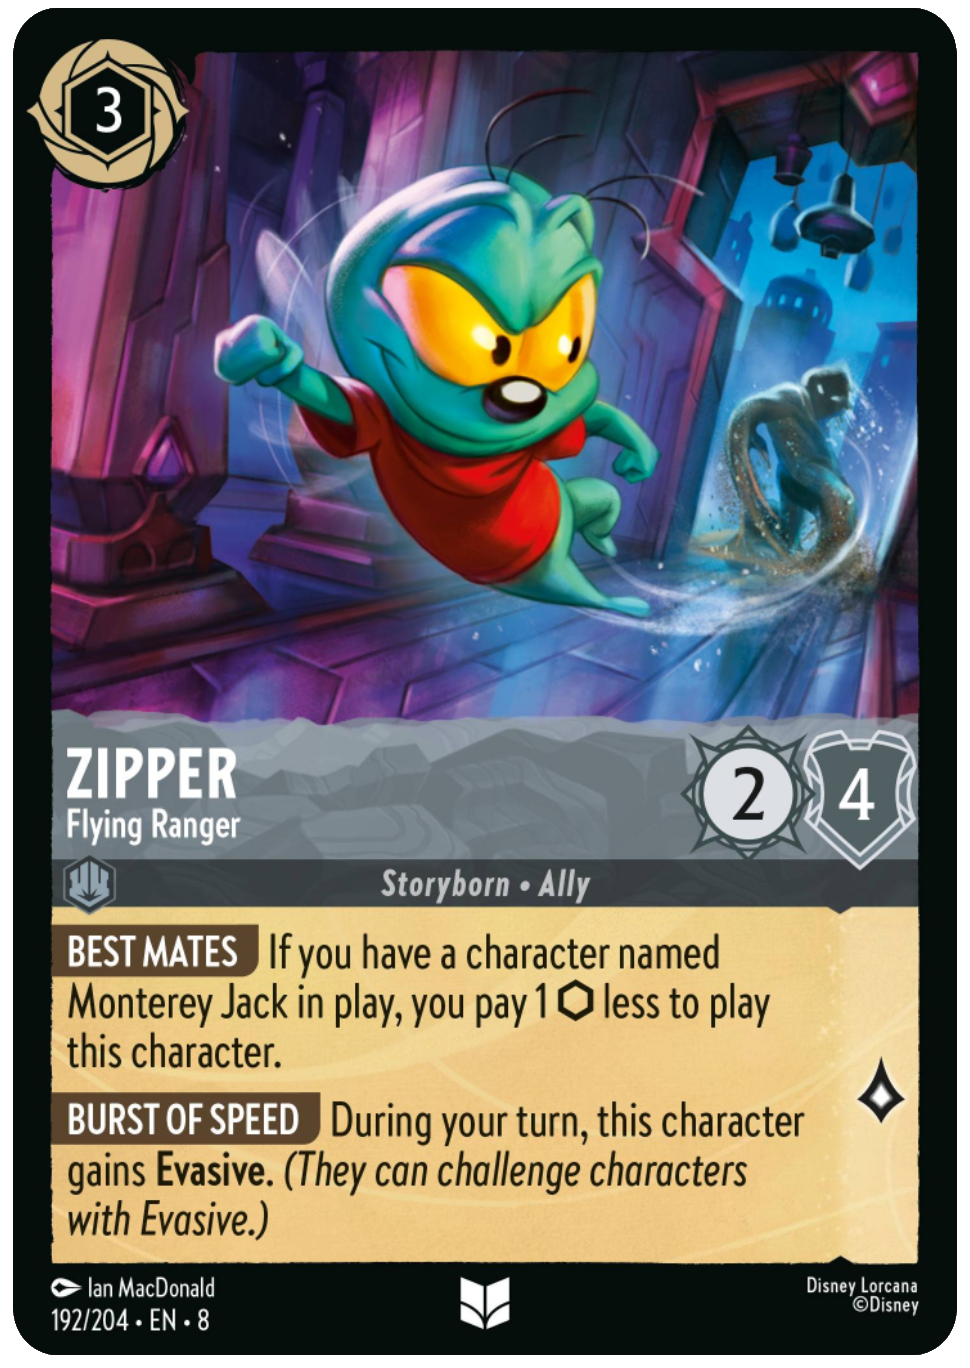 3
ZIPPER
Flying Ranger
2
4
Storyborn • Ally
BEST MATES If you have a character named
Monterey Jack in play, you pay 1 ⬡ less to play
this character.
BURST OF SPEED During your turn, this character
gains Evasive. (They can challenge characters
with Evasive.)
Ian MacDonald
192/204 • EN • 8
Disney Lorcana
©Disney